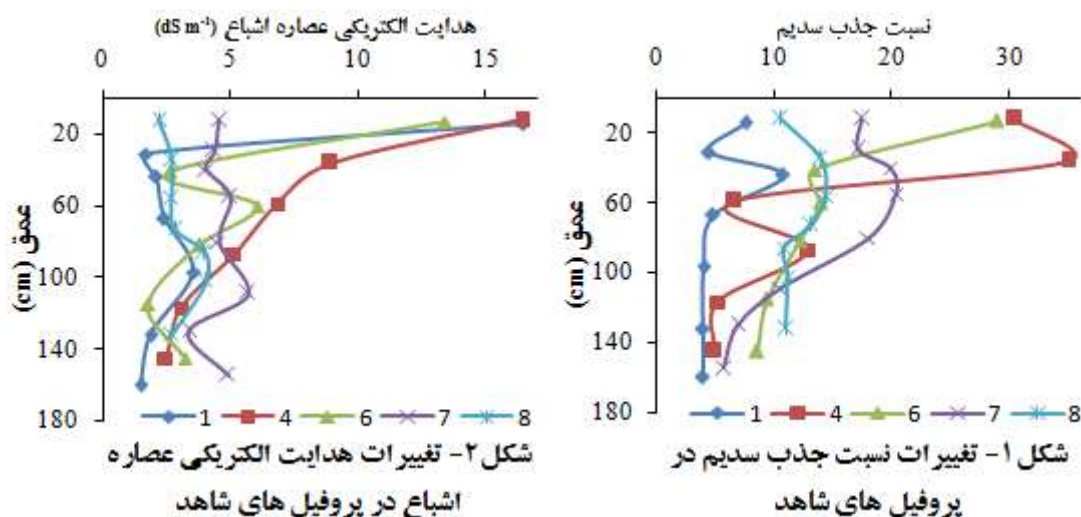 نسبت جذب سدیم
0 10 20 30
20
60
100
140
180
عمق (cm)
1 4 6 7 8
شکل ۱- تغییرات نسبت جذب سدیم در
پروفیل های شاهد
هدایت الکتریکی عصاره اشباع (dS m⁻¹)
0 5 10 15
20
60
100
140
180
عمق (cm)
1 4 6 7 8
شکل ۲- تغییرات هدایت الکتریکی عصاره
اشباع در پروفیل های شاهد